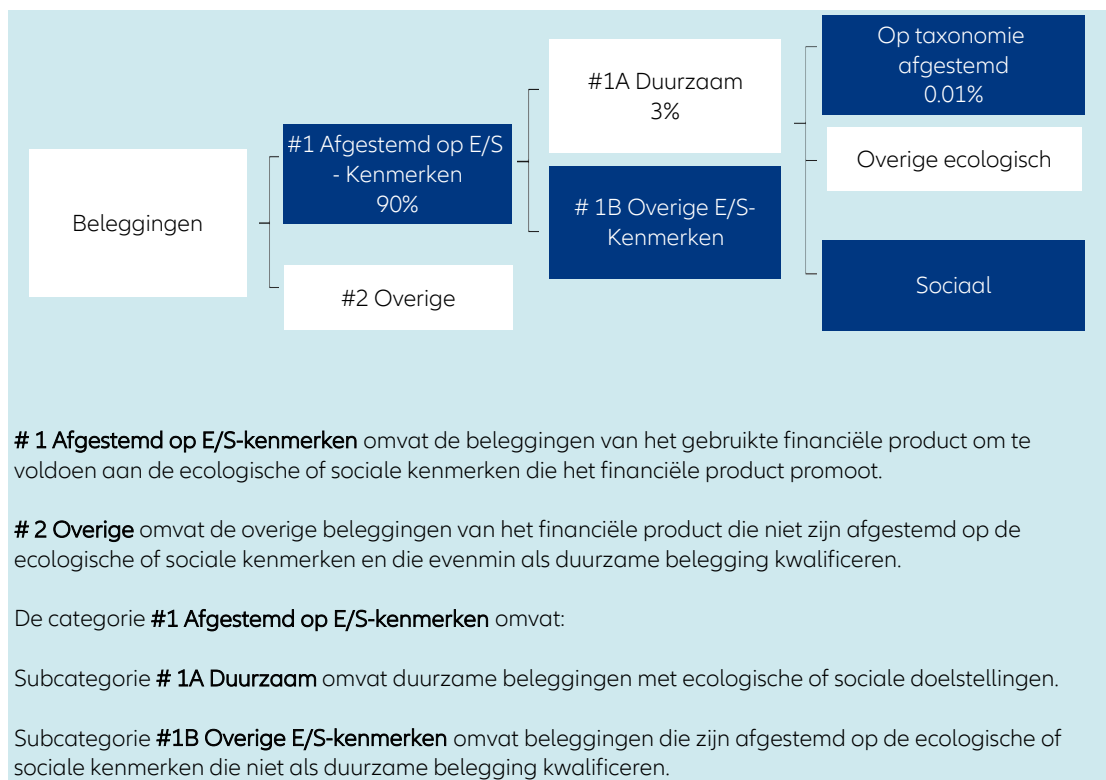 Beleggingen
#1 Afgestemd op E/S
- Kenmerken
90%
#2 Overige
#1A Duurzaam
3%
# 1B Overige E/S-
Kenmerken
Op taxonomie
afgestemd
0.01%
Overige ecologisch
Sociaal
# 1 Afgestemd op E/S-kenmerken omvat de beleggingen van het gebruikte financiële product om te
voldoen aan de ecologische of sociale kenmerken die het financiële product promoot.
# 2 Overige omvat de overige beleggingen van het financiële product die niet zijn afgestemd op de
ecologische of sociale kenmerken en die evenmin als duurzame belegging kwalificeren.
De categorie #1 Afgestemd op E/S-kenmerken omvat:
Subcategorie # 1A Duurzaam omvat duurzame beleggingen met ecologische of sociale doelstellingen.
Subcategorie #1B Overige E/S-kenmerken omvat beleggingen die zijn afgestemd op de ecologische of
sociale kenmerken die niet als duurzame belegging kwalificeren.